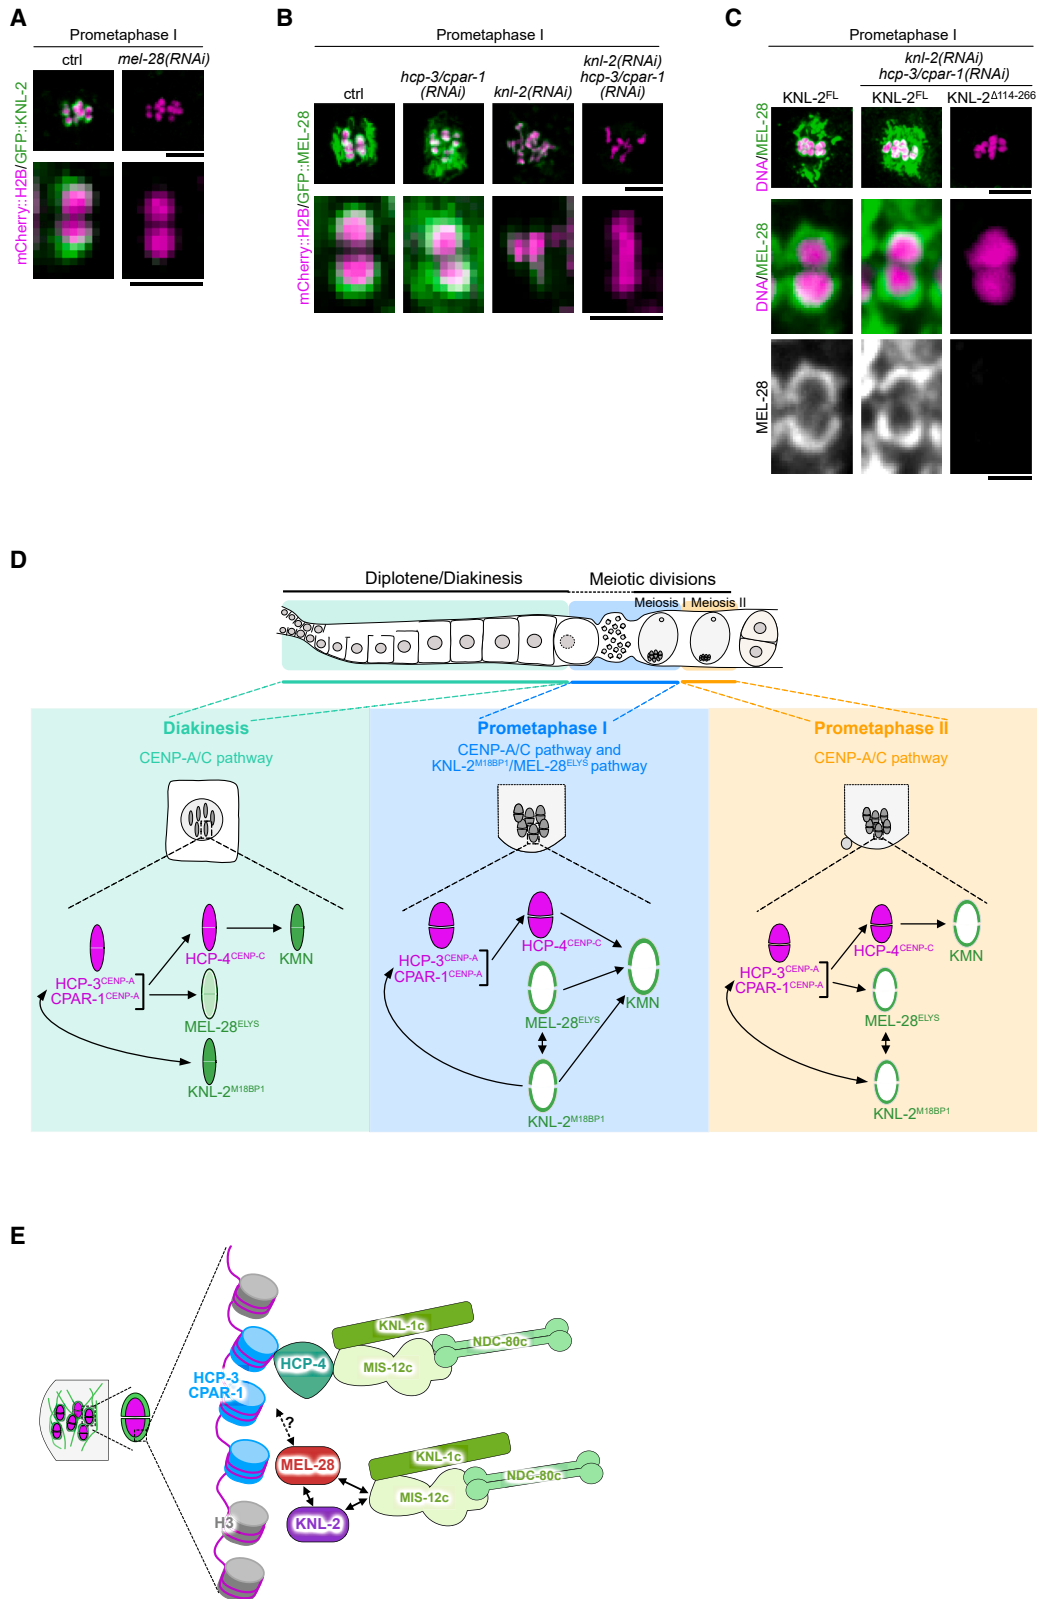 A
Prometaphase I
ctrl
mel-28(RNAi)
mCherry::H2B/GFP::KNL-2
B
Prometaphase I
ctrl
hcp-3/cpar-1
(RNAi)
knl-2(RNAi)
knl-2(RNAi)
hcp-3/cpar-1
(RNAi)
mCherry::H2B/GFP::MEL-28
C
Prometaphase I
knl-2(RNAi)
hcp-3/cpar-1(RNAi)
KNL-2FL
KNL-2FL
KNL-2Δ114-266
DNA/MEL-28
DNA/MEL-28
MEL-28
D
Diplotene/Diakinesis
Meiotic divisions
Meiosis I
Meiosis II
Diakinesis
CENP-A/C pathway
HCP-3CENP-A
CPAR-1CENP-A
HCP-4CENP-C
KMN
MEL-28ELYS
KNL-2M18BP1
Prometaphase I
CENP-A/C pathway and
KNL-2M18BP1/MEL-28ELYS pathway
HCP-3CENP-A
CPAR-1CENP-A
HCP-4CENP-C
KMN
MEL-28ELYS
KNL-2M18BP1
Prometaphase II
CENP-A/C pathway
HCP-3CENP-A
CPAR-1CENP-A
HCP-4CENP-C
KMN
MEL-28ELYS
KNL-2M18BP1
E
KNL-1c
NDC-80c
HCP-4
MIS-12c
HCP-3
CPAR-1
?
MEL-28
KNL-1c
NDC-80c
MIS-12c
KNL-2
H3